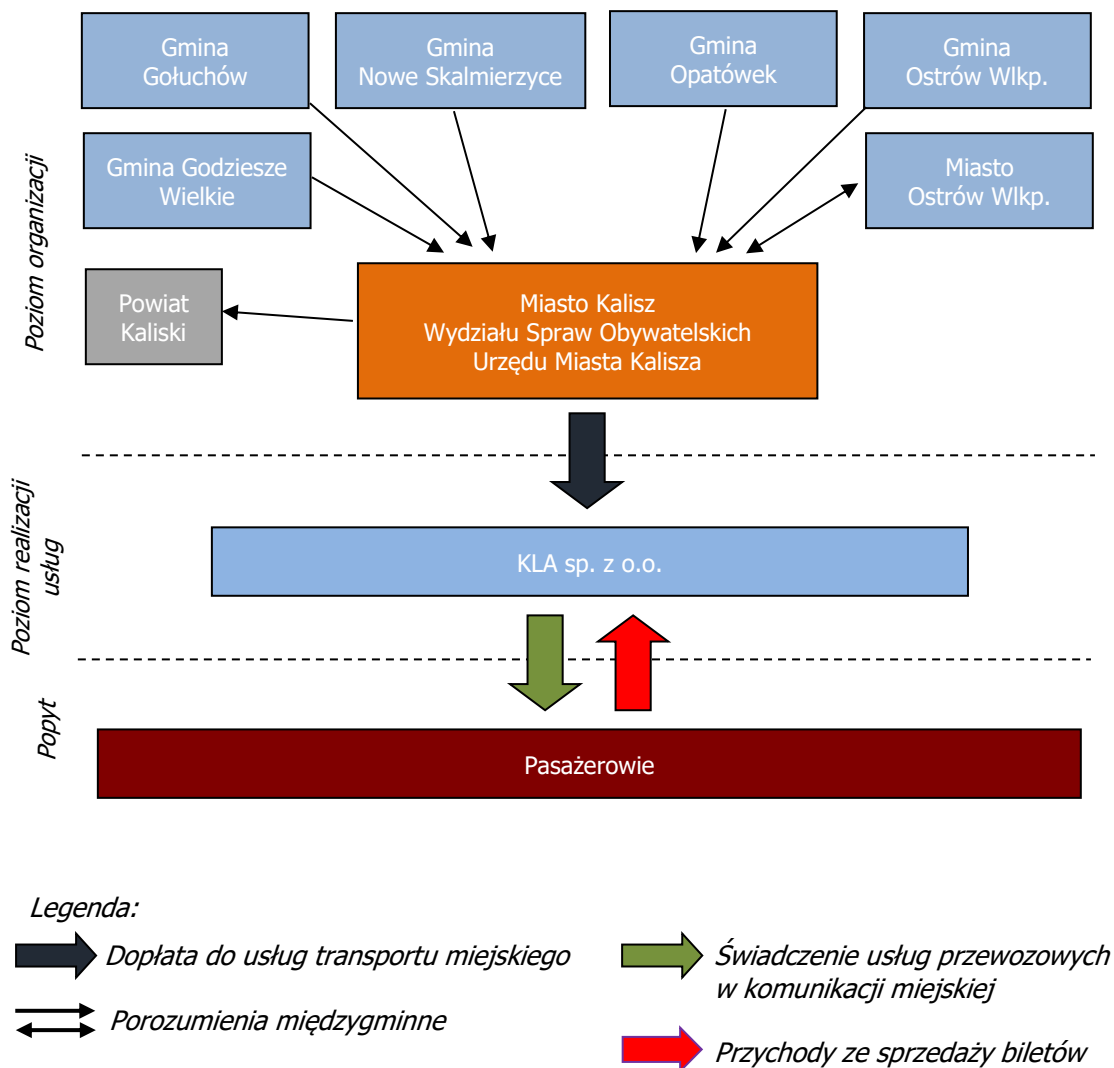 Gmina
Gołuchów
Gmina
Nowe Skalmierzyce
Gmina
Opatówek
Gmina
Ostrów Wlkp.
Gmina Godziesze
Wielkie
Miasto
Ostrów Wlkp.
Poziom organizacji
Powiat
Kaliski
Miasto Kalisz
Wydziału Spraw Obywatelskich
Urzędu Miasta Kalisza
Poziom realizacji
usług
KLA sp. z o.o.
Popyt
Pasażerowie
Legenda:
Dopłata do usług transportu miejskiego
Porozumienia międzygminne
Świadczenie usług przewozowych
w komunikacji miejskiej
Przychody ze sprzedaży biletów